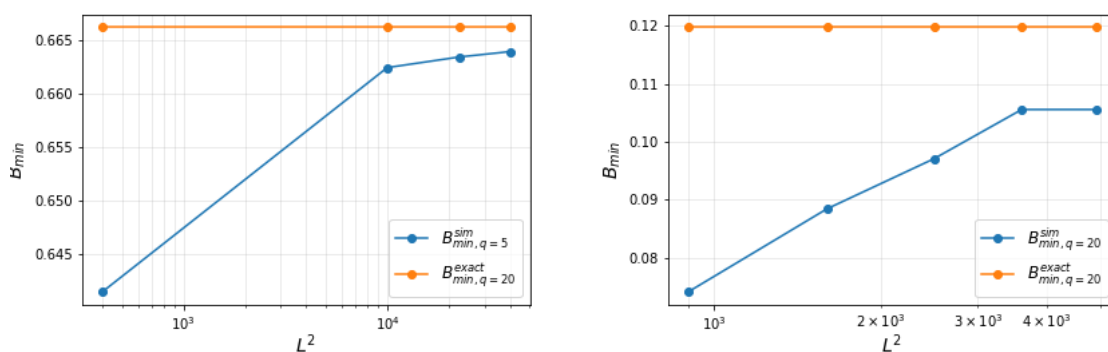 0.665
0.660
0.655
0.650
0.645
B_min
10^3
10^4
L^2
B^sim_min, q = 5
B^exact_min, q = 20
0.12
0.11
0.10
0.09
0.08
B_min
10^3
2 × 10^3
3 × 10^3
4 × 10^3
L^2
B^sim_min, q = 20
B^exact_min, q = 20